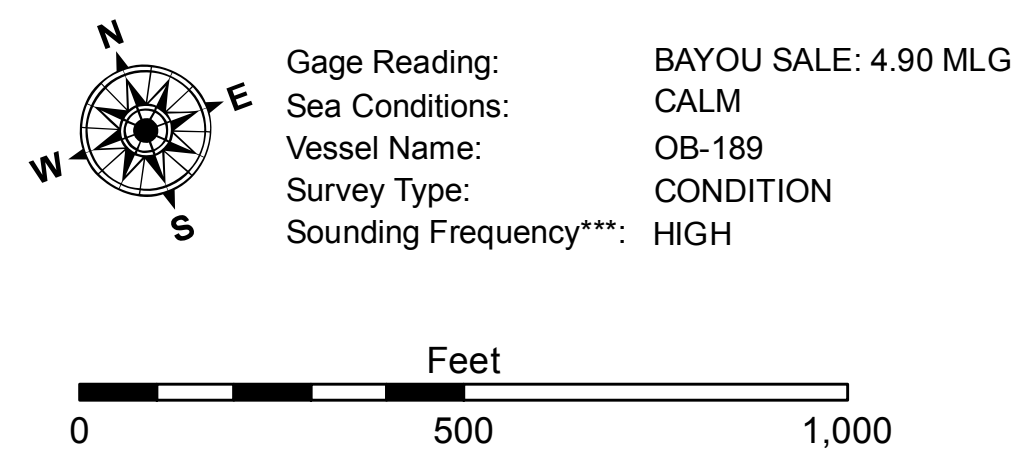 N
E
W
S
Gage Reading: BAYOU SALE: 4.90 MLG
Sea Conditions: CALM
Vessel Name: OB-189
Survey Type: CONDITION
Sounding Frequency***: HIGH
Feet
0 500 1,000